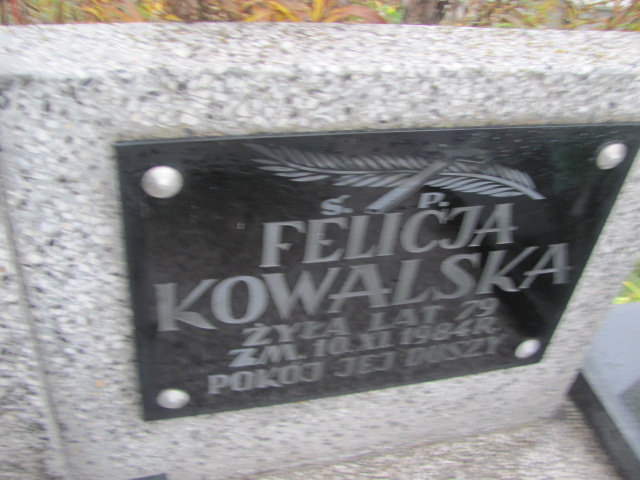 Ś. P.
FELICJA
KOWALSKA
ŻYŁA LAT 79
ZM. 10.XI.1984R.
POKÓJ JEJ DUSZY